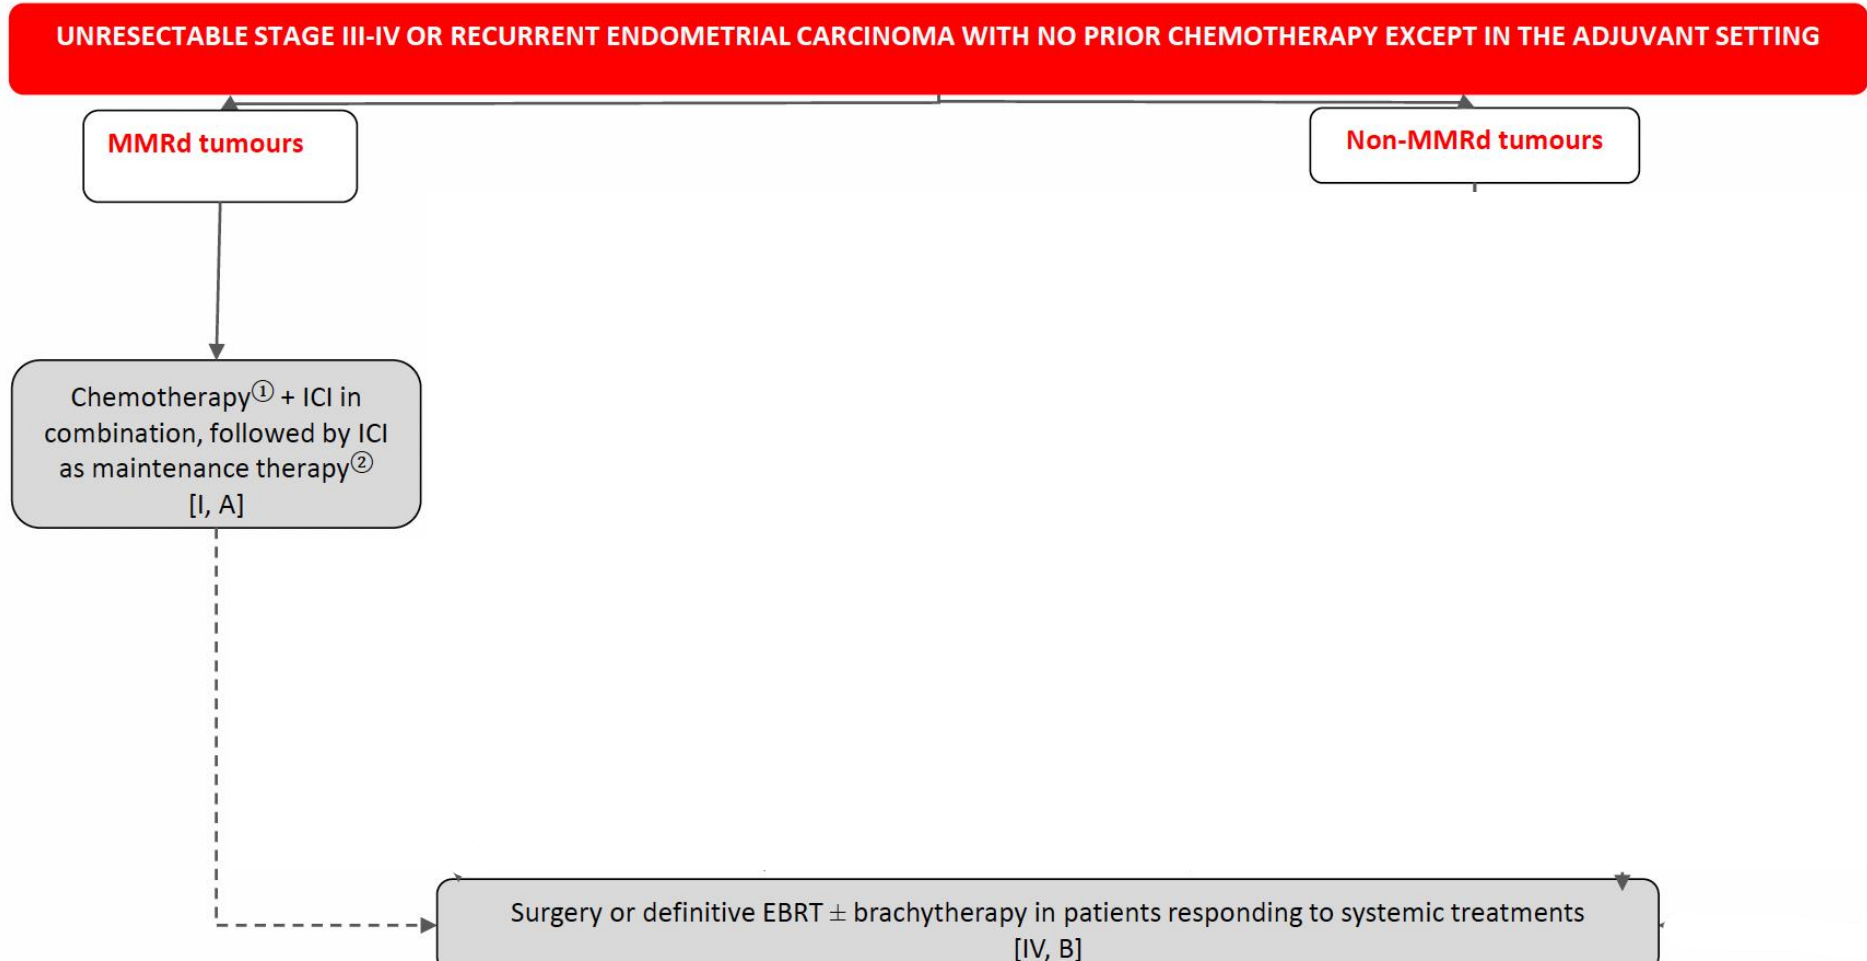 UNRESECTABLE STAGE III-IV OR RECURRENT ENDOMETRIAL CARCINOMA WITH NO PRIOR CHEMOTHERAPY EXCEPT IN THE ADJUVANT SETTING
MMRd tumours
Non-MMRd tumours
Chemotherapy① + ICI in
combination, followed by ICI
as maintenance therapy②
[I, A]
Surgery or definitive EBRT ± brachytherapy in patients responding to systemic treatments
[IV, B]